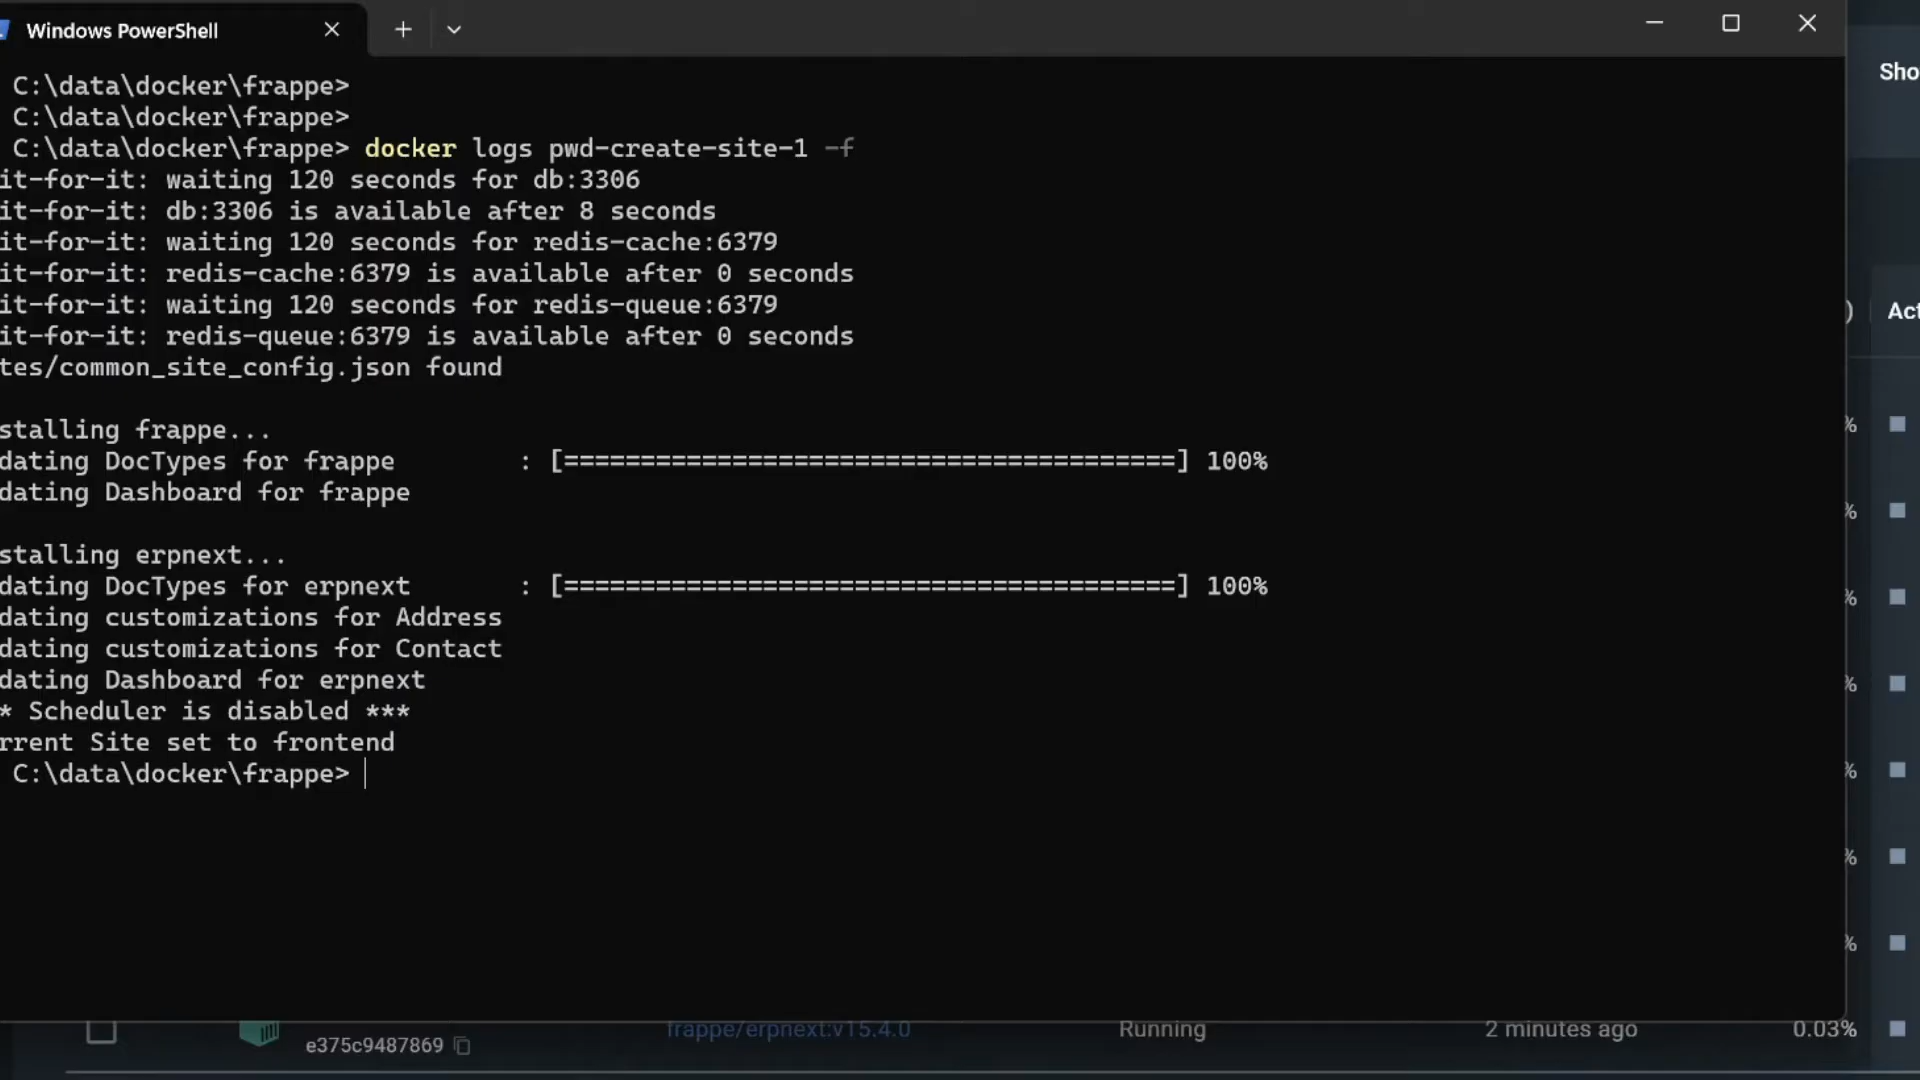 Windows PowerShell
C:\data\docker\frappe>
C:\data\docker\frappe>
C:\data\docker\frappe> docker logs pwd-create-site-1 -f
it-for-it: waiting 120 seconds for db:3306
it-for-it: db:3306 is available after 8 seconds
it-for-it: waiting 120 seconds for redis-cache:6379
it-for-it: redis-cache:6379 is available after 0 seconds
it-for-it: waiting 120 seconds for redis-queue:6379
it-for-it: redis-queue:6379 is available after 0 seconds
tes/common_site_config.json found
stalling frappe...
dating DocTypes for frappe : [========================================] 100%
dating Dashboard for frappe
stalling erpnext...
dating DocTypes for erpnext : [========================================] 100%
dating customizations for Address
dating customizations for Contact
dating Dashboard for erpnext
* Scheduler is disabled ***
rrent Site set to frontend
C:\data\docker\frappe>
Sho
) Act
%
%
%
%
%
%
%
e375c9487869 frappe/erpnext:v15.4.0 Running 2 minutes ago 0.03%